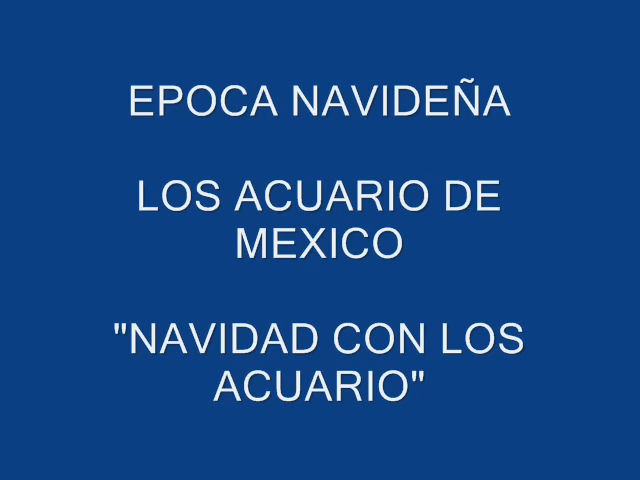 EPOCA NAVIDEÑA
LOS ACUARIO DE
MEXICO
"NAVIDAD CON LOS
ACUARIO"